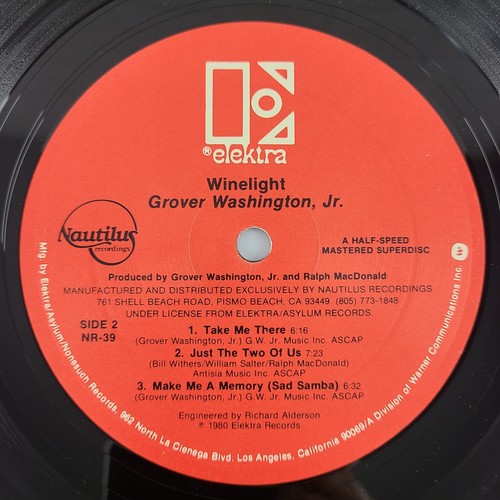 ® elektra
Winelight
Grover Washington, Jr.
Nautilus
recordings
A HALF-SPEED
MASTERED SUPERDISC
Produced by Grover Washington, Jr. and Ralph MacDonald
MANUFACTURED AND DISTRIBUTED EXCLUSIVELY BY NAUTILUS RECORDINGS
761 SHELL BEACH ROAD, PISMO BEACH, CA 93449. (805) 773-1848
UNDER LICENSE FROM ELEKTRA/ASYLUM RECORDS.
SIDE 2
NR-39
1. Take Me There 6:16
(Grover Washington, Jr.) G.W. Jr. Music Inc. ASCAP
2. Just The Two Of Us 7:23
(Bill Withers/William Salter/Ralph MacDonald)
Antisia Music Inc. ASCAP
3. Make Me A Memory (Sad Samba) 6:32
(Grover Washington, Jr.) G.W. Jr. Music Inc. ASCAP
Engineered by Richard Alderson
℗ 1980 Elektra Records
Mfg. by Elektra/Asylum/Nonesuch Records, 962 North La Cienega Blvd. Los Angeles, California 90069/A Division of Warner Communications Inc.